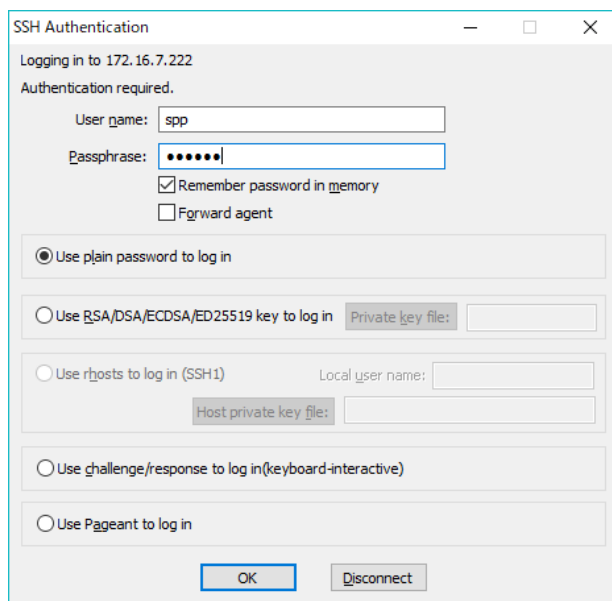 SSH Authentication
Logging in to 172.16.7.222
Authentication required.
User name: spp
Passphrase: ••••••
Remember password in memory
Forward agent
Use plain password to log in
Use RSA/DSA/ECDSA/ED25519 key to log in Private key file:
Use rhosts to log in (SSH1) Local user name:
Host private key file:
Use challenge/response to log in(keyboard-interactive)
Use Pageant to log in
OK Disconnect